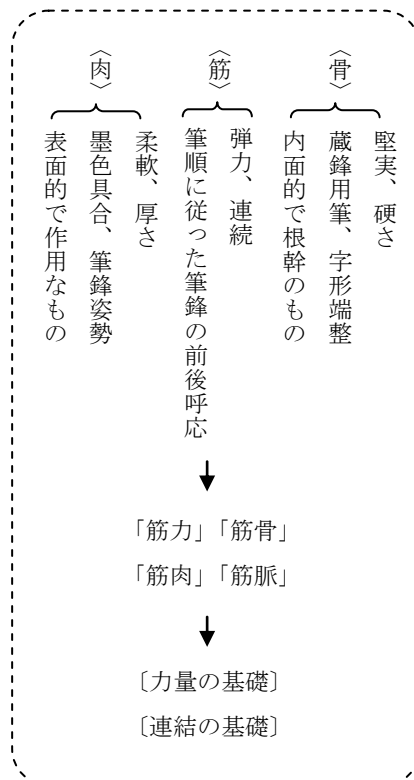 〈骨〉
堅実、硬さ
蔵鋒用筆、字形端整
内面的で根幹のもの
〈筋〉
弾力、連続
筆順に従った筆鋒の前後呼応
〈肉〉
柔軟、厚さ
墨色具合、筆鋒姿勢
表面的で作用なもの
「筋力」「筋骨」
「筋肉」「筋脈」
〔力量の基礎〕
〔連結の基礎〕